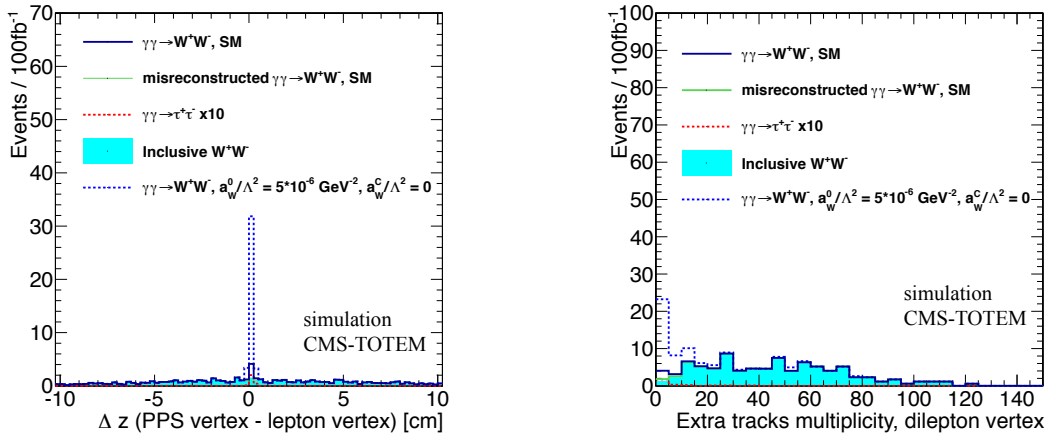 Events / 100fb⁻¹
70
60
50
40
30
20
10
0
γγ→W⁺W⁻, SM
misreconstructed γγ→W⁺W⁻, SM
γγ→τ⁺τ⁻ x10
Inclusive W⁺W⁻
γγ→W⁺W⁻, a⁰_W/Λ² = 5*10⁻⁶ GeV⁻², a^C_W/Λ² = 0
simulation
CMS-TOTEM
-10 -5 0 5 10
Δ z (PPS vertex - lepton vertex) [cm]
Events / 100fb⁻¹
100
90
80
70
60
50
40
30
20
10
0
γγ→W⁺W⁻, SM
misreconstructed γγ→W⁺W⁻, SM
γγ→τ⁺τ⁻ x10
Inclusive W⁺W⁻
γγ→W⁺W⁻, a⁰_W/Λ² = 5*10⁻⁶ GeV⁻², a^C_W/Λ² = 0
simulation
CMS-TOTEM
0 20 40 60 80 100 120 140
Extra tracks multiplicity, dilepton vertex